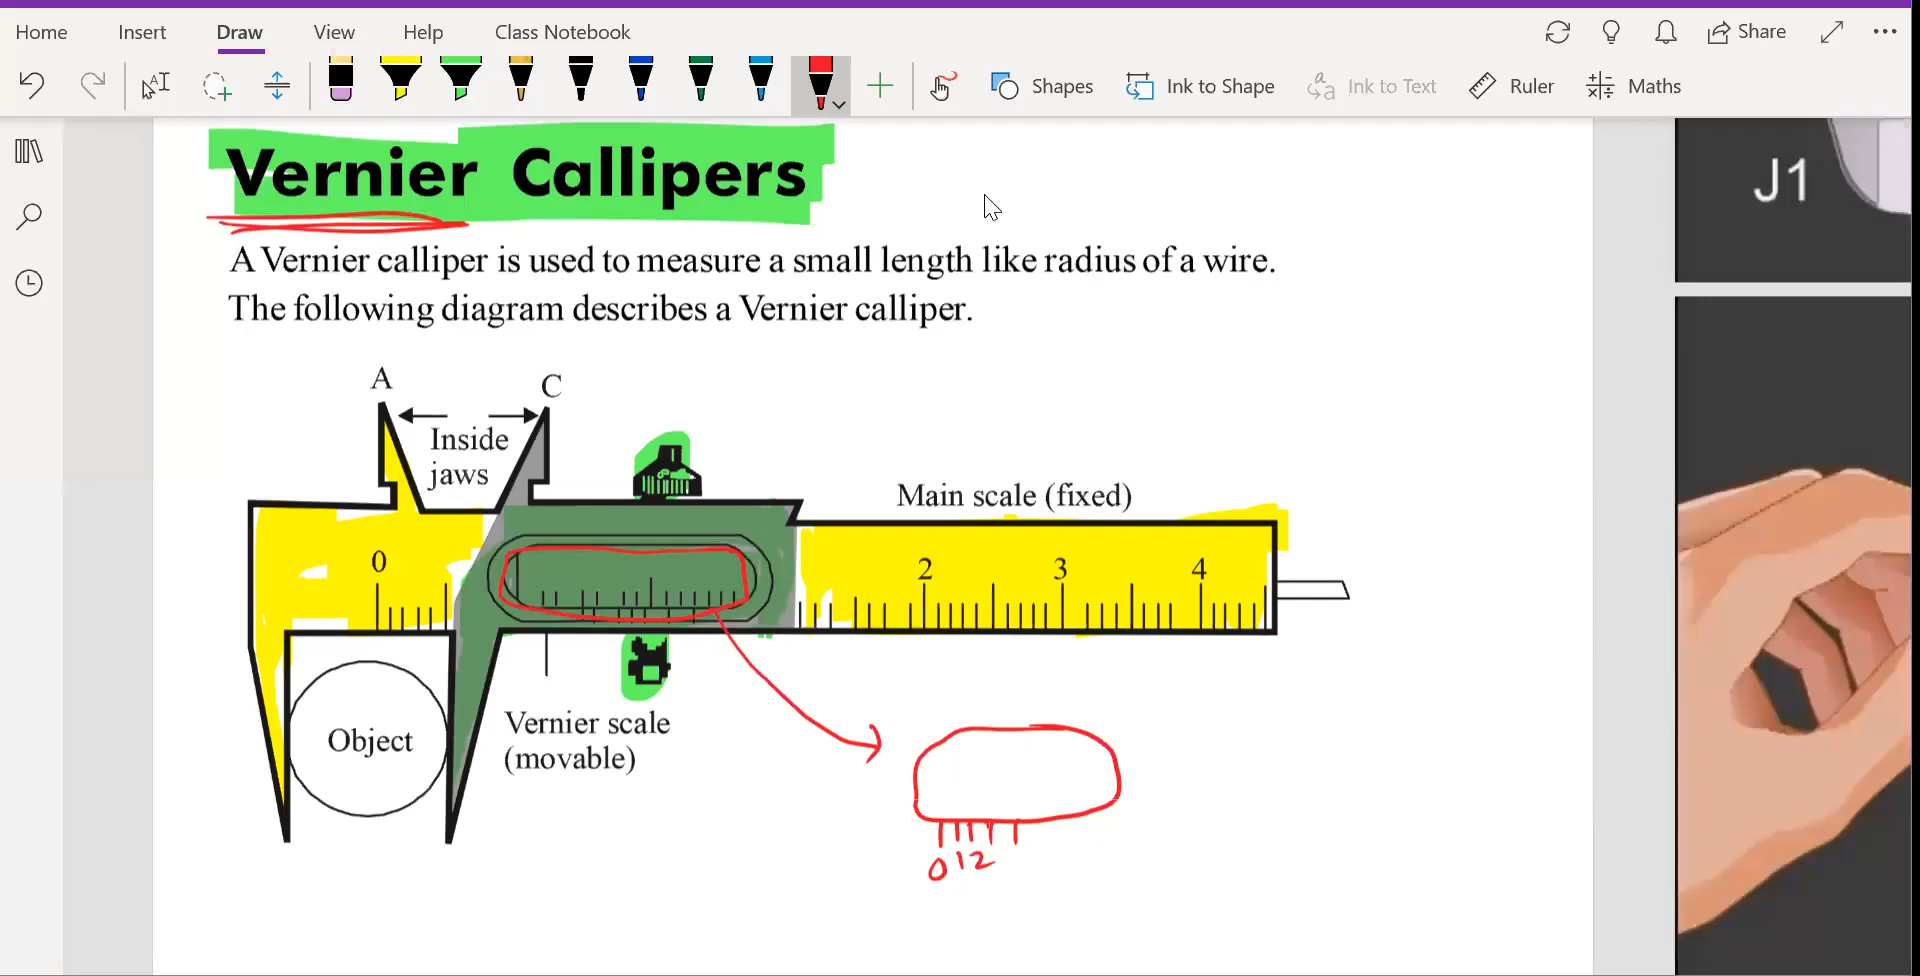 Home Insert Draw View Help Class Notebook Share
Shapes Ink to Shape Ink to Text Ruler Maths
Vernier Callipers
J1
A Vernier calliper is used to measure a small length like radius of a wire.
The following diagram describes a Vernier calliper.
A
C
Inside
jaws
Main scale (fixed)
0
2 3 4
Object
Vernier scale
(movable)
0 1 2